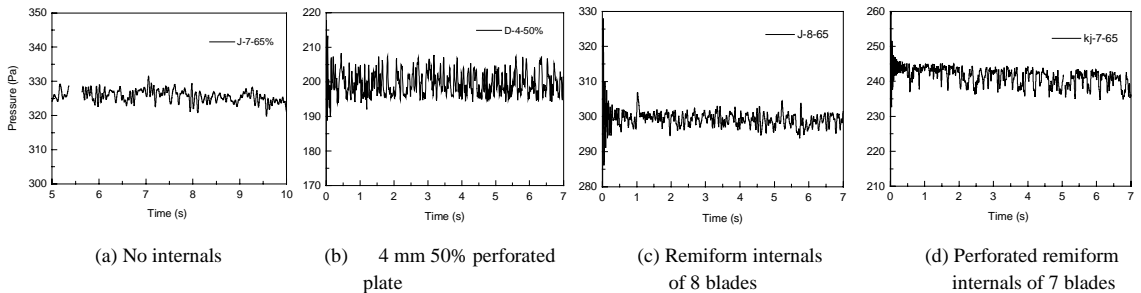 350
340
330
320
310
300
Pressure (Pa)
J-7-65%
5 6 7 8 9 10
Time (s)
(a) No internals
220
210
200
190
180
170
D-4-50%
0 1 2 3 4 5 6 7
Time (s)
(b) 4 mm 50% perforated
plate
330
320
310
300
290
280
J-8-65
0 1 2 3 4 5 6 7
Time (s)
(c) Remiform internals
of 8 blades
260
250
240
230
220
210
kj-7-65
0 1 2 3 4 5 6 7
Time (s)
(d) Perforated remiform
internals of 7 blades